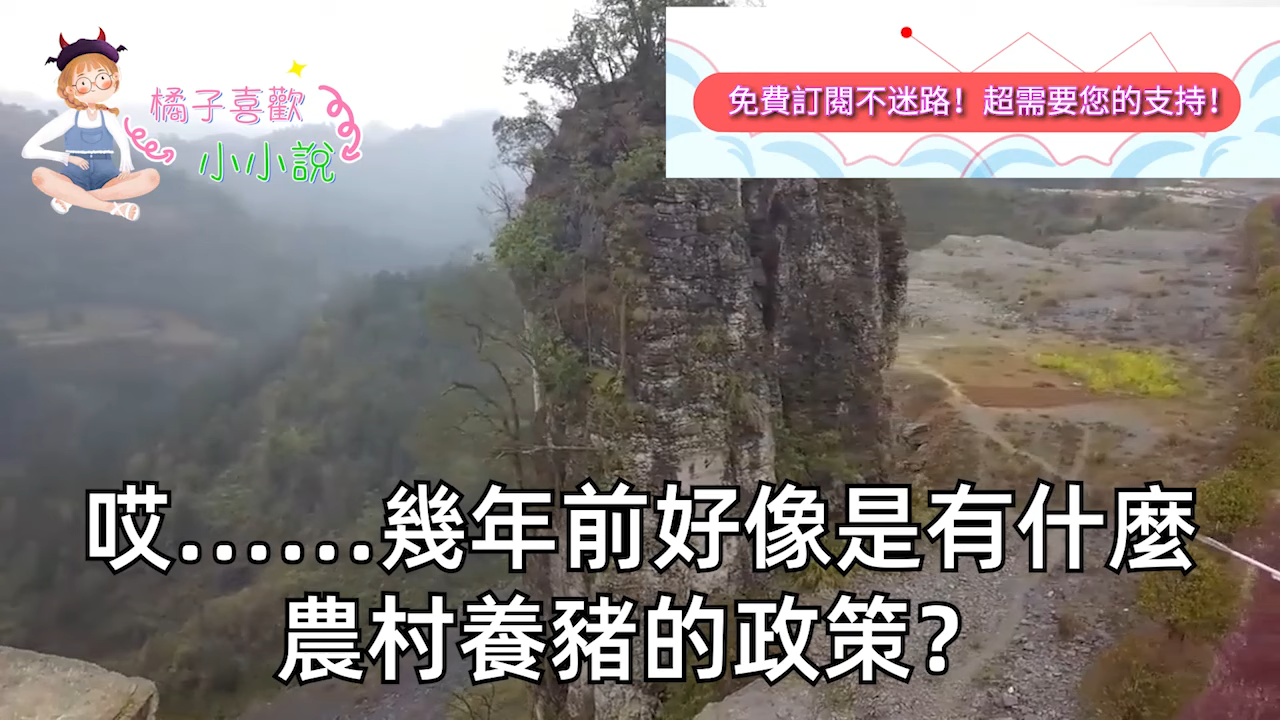 橘子喜歡
小小說
免費訂閱不迷路！超需要您的支持！
哎......幾年前好像是有什麼
農村養豬的政策？